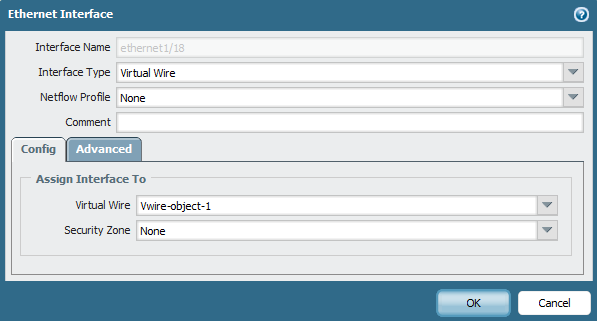 Ethernet Interface
Interface Name ethernet1/18
Interface Type Virtual Wire
Netflow Profile None
Comment
Config Advanced
Assign Interface To
Virtual Wire Vwire-object-1
Security Zone None
OK Cancel